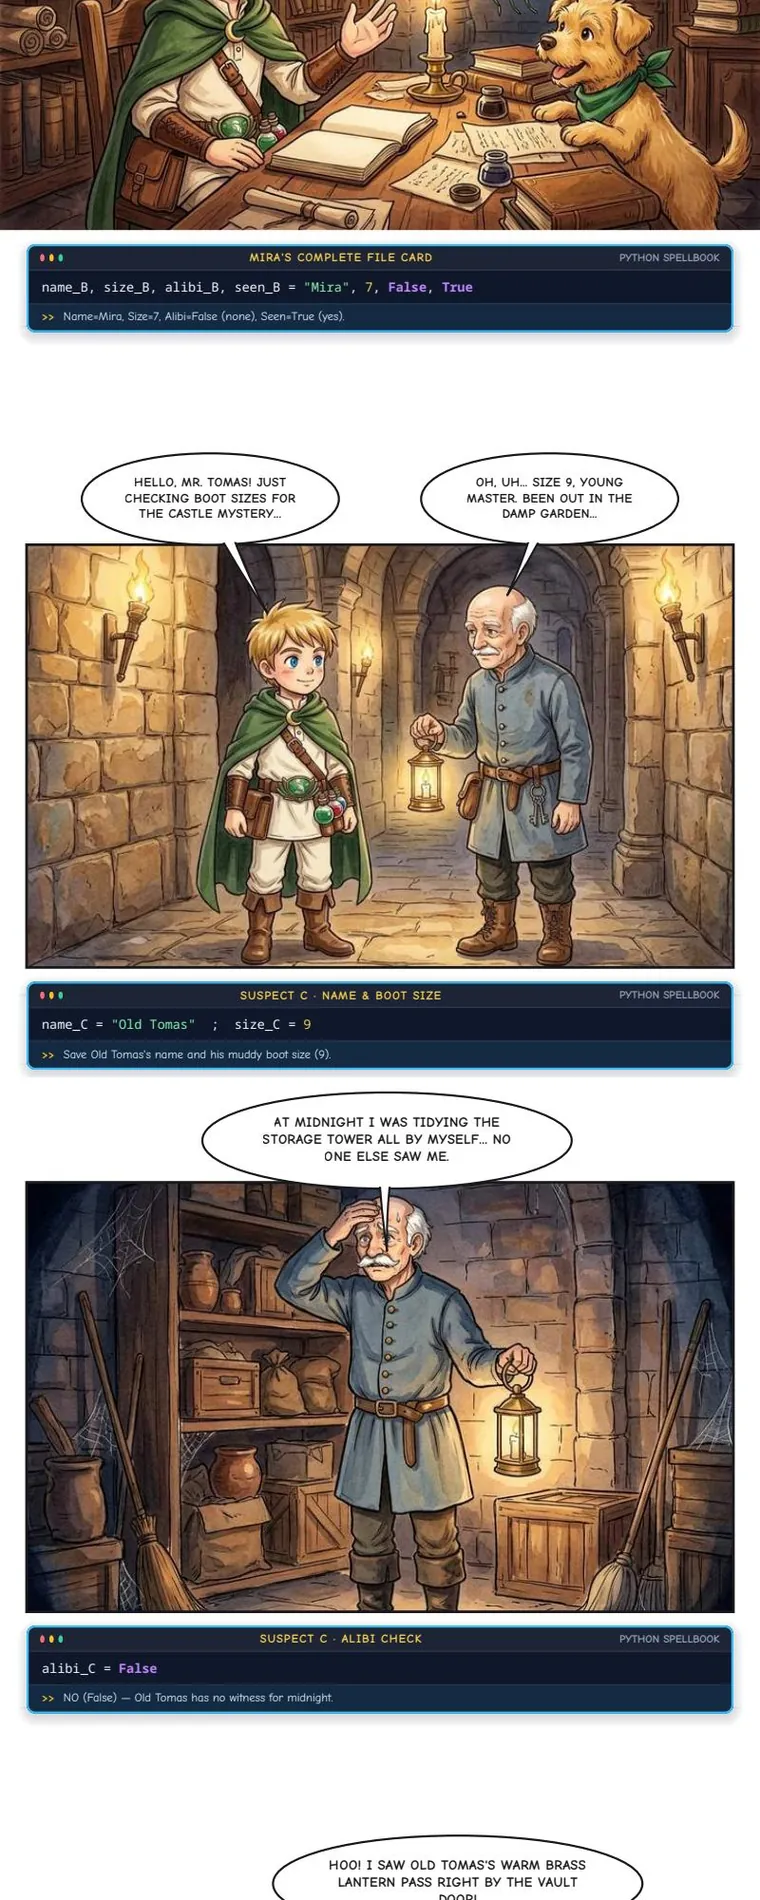 MIRA'S COMPLETE FILE CARD
PYTHON SPELLBOOK
name_B, size_B, alibi_B, seen_B = "Mira", 7, False, True
>> Name=Mira, Size=7, Alibi=False (none), Seen=True (yes).
HELLO, MR. TOMAS! JUST
CHECKING BOOT SIZES FOR
THE CASTLE MYSTERY...
OH, UH... SIZE 9, YOUNG
MASTER. BEEN OUT IN THE
DAMP GARDEN...
SUSPECT C · NAME & BOOT SIZE
PYTHON SPELLBOOK
name_C = "Old Tomas" ; size_C = 9
>> Save Old Tomas's name and his muddy boot size (9).
AT MIDNIGHT I WAS TIDYING THE
STORAGE TOWER ALL BY MYSELF... NO
ONE ELSE SAW ME.
SUSPECT C · ALIBI CHECK
PYTHON SPELLBOOK
alibi_C = False
>> NO (False) — Old Tomas has no witness for midnight.
HOO! I SAW OLD TOMAS'S WARM BRASS
LANTERN PASS RIGHT BY THE VAULT
DOOR!